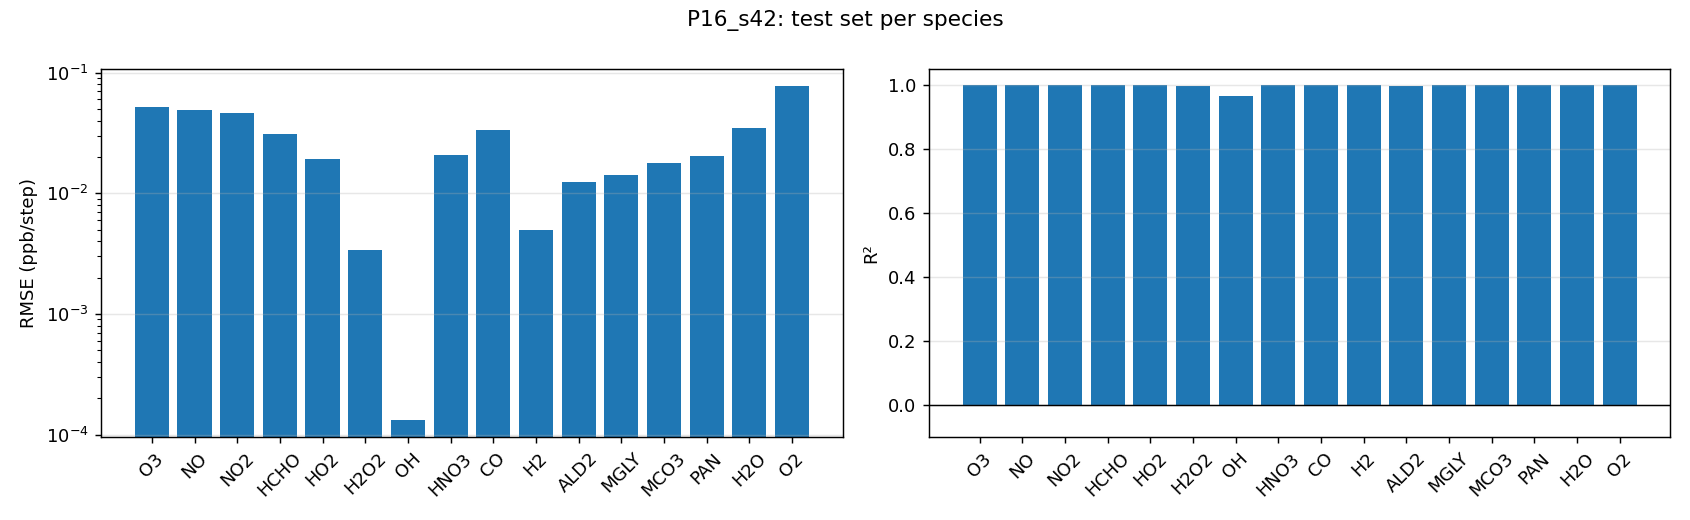 P16_s42: test set per species
RMSE (ppb/step)
10⁻¹
10⁻²
10⁻³
10⁻⁴
O3 NO NO2 HCHO HO2 H2O2 OH HNO3 CO H2 ALD2 MGLY MCO3 PAN H2O O2
R²
1.0
0.8
0.6
0.4
0.2
0.0
O3 NO NO2 HCHO HO2 H2O2 OH HNO3 CO H2 ALD2 MGLY MCO3 PAN H2O O2